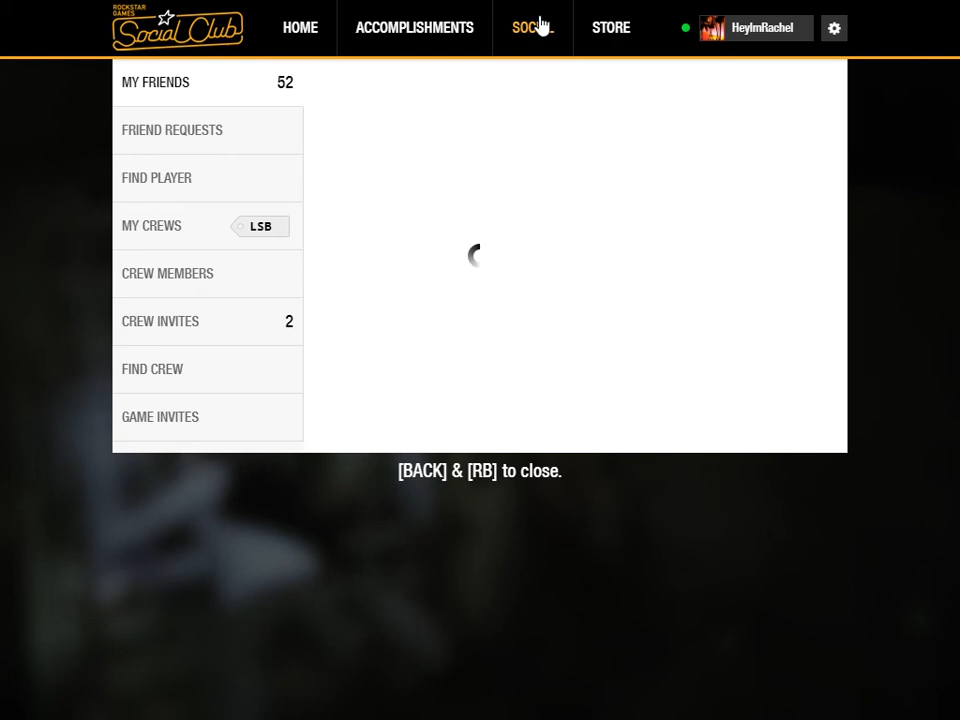 ROCKSTAR
GAMES
Social Club
HOME
ACCOMPLISHMENTS
STORE
HeyImRachel
MY FRIENDS 52
FRIEND REQUESTS
FIND PLAYER
MY CREWS LSB
CREW MEMBERS
CREW INVITES 2
FIND CREW
GAME INVITES
[BACK] & [RB] to close.